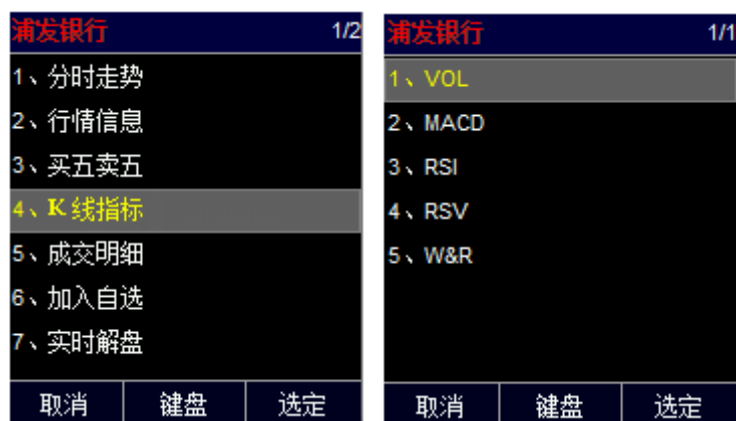 浦发银行 1/2
1、分时走势
2、行情信息
3、买五卖五
4、K 线指标
5、成交明细
6、加入自选
7、实时解盘
取消 键盘 选定
浦发银行 1/1
1、VOL
2、MACD
3、RSI
4、RSV
5、W&R
取消 键盘 选定